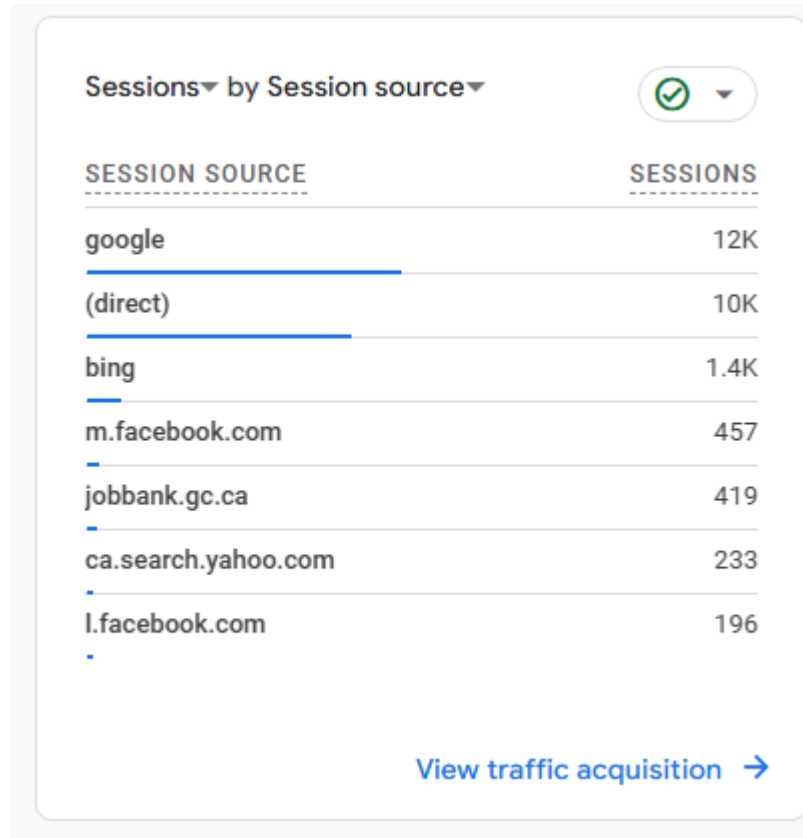 Sessions by Session source
SESSION SOURCE SESSIONS
google 12K
(direct) 10K
bing 1.4K
m.facebook.com 457
jobbank.gc.ca 419
ca.search.yahoo.com 233
l.facebook.com 196
View traffic acquisition